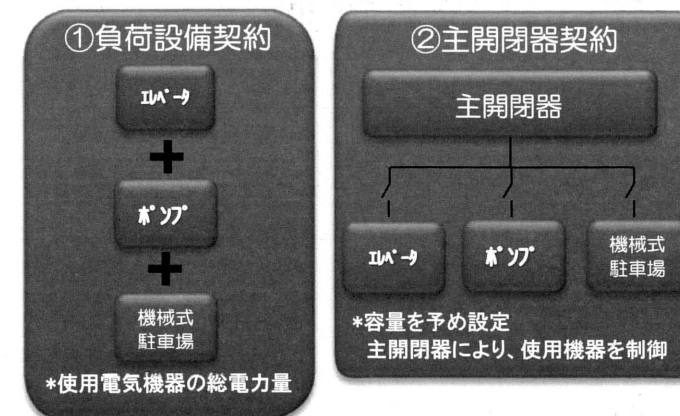 ①負荷設備契約
ｴﾚﾍﾞｰﾀ
ﾎﾟﾝﾌﾟ
機械式
駐車場
*使用電気機器の総電力量
②主開閉器契約
主開閉器
ｴﾚﾍﾞｰﾀ
ﾎﾟﾝﾌﾟ
機械式
駐車場
*容量を予め設定
主開閉器により、使用機器を制御